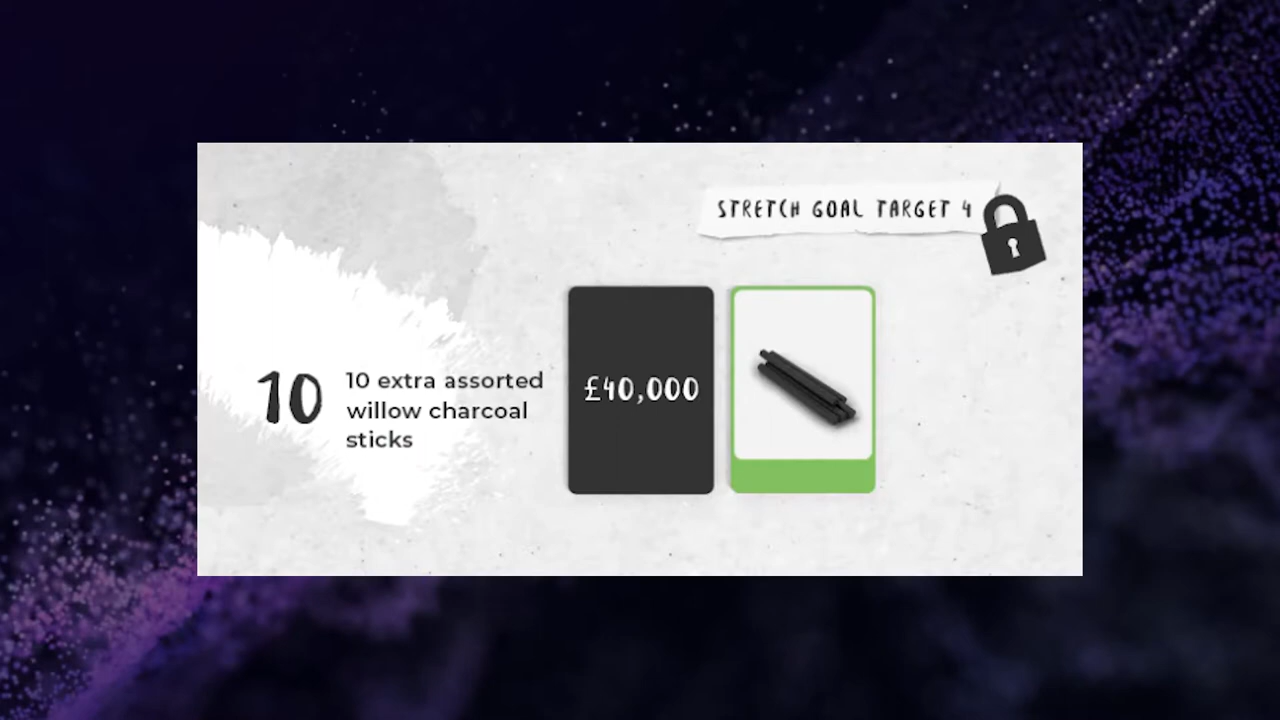 STRETCH GOAL TARGET 4
10
10 extra assorted
willow charcoal
sticks
£40,000